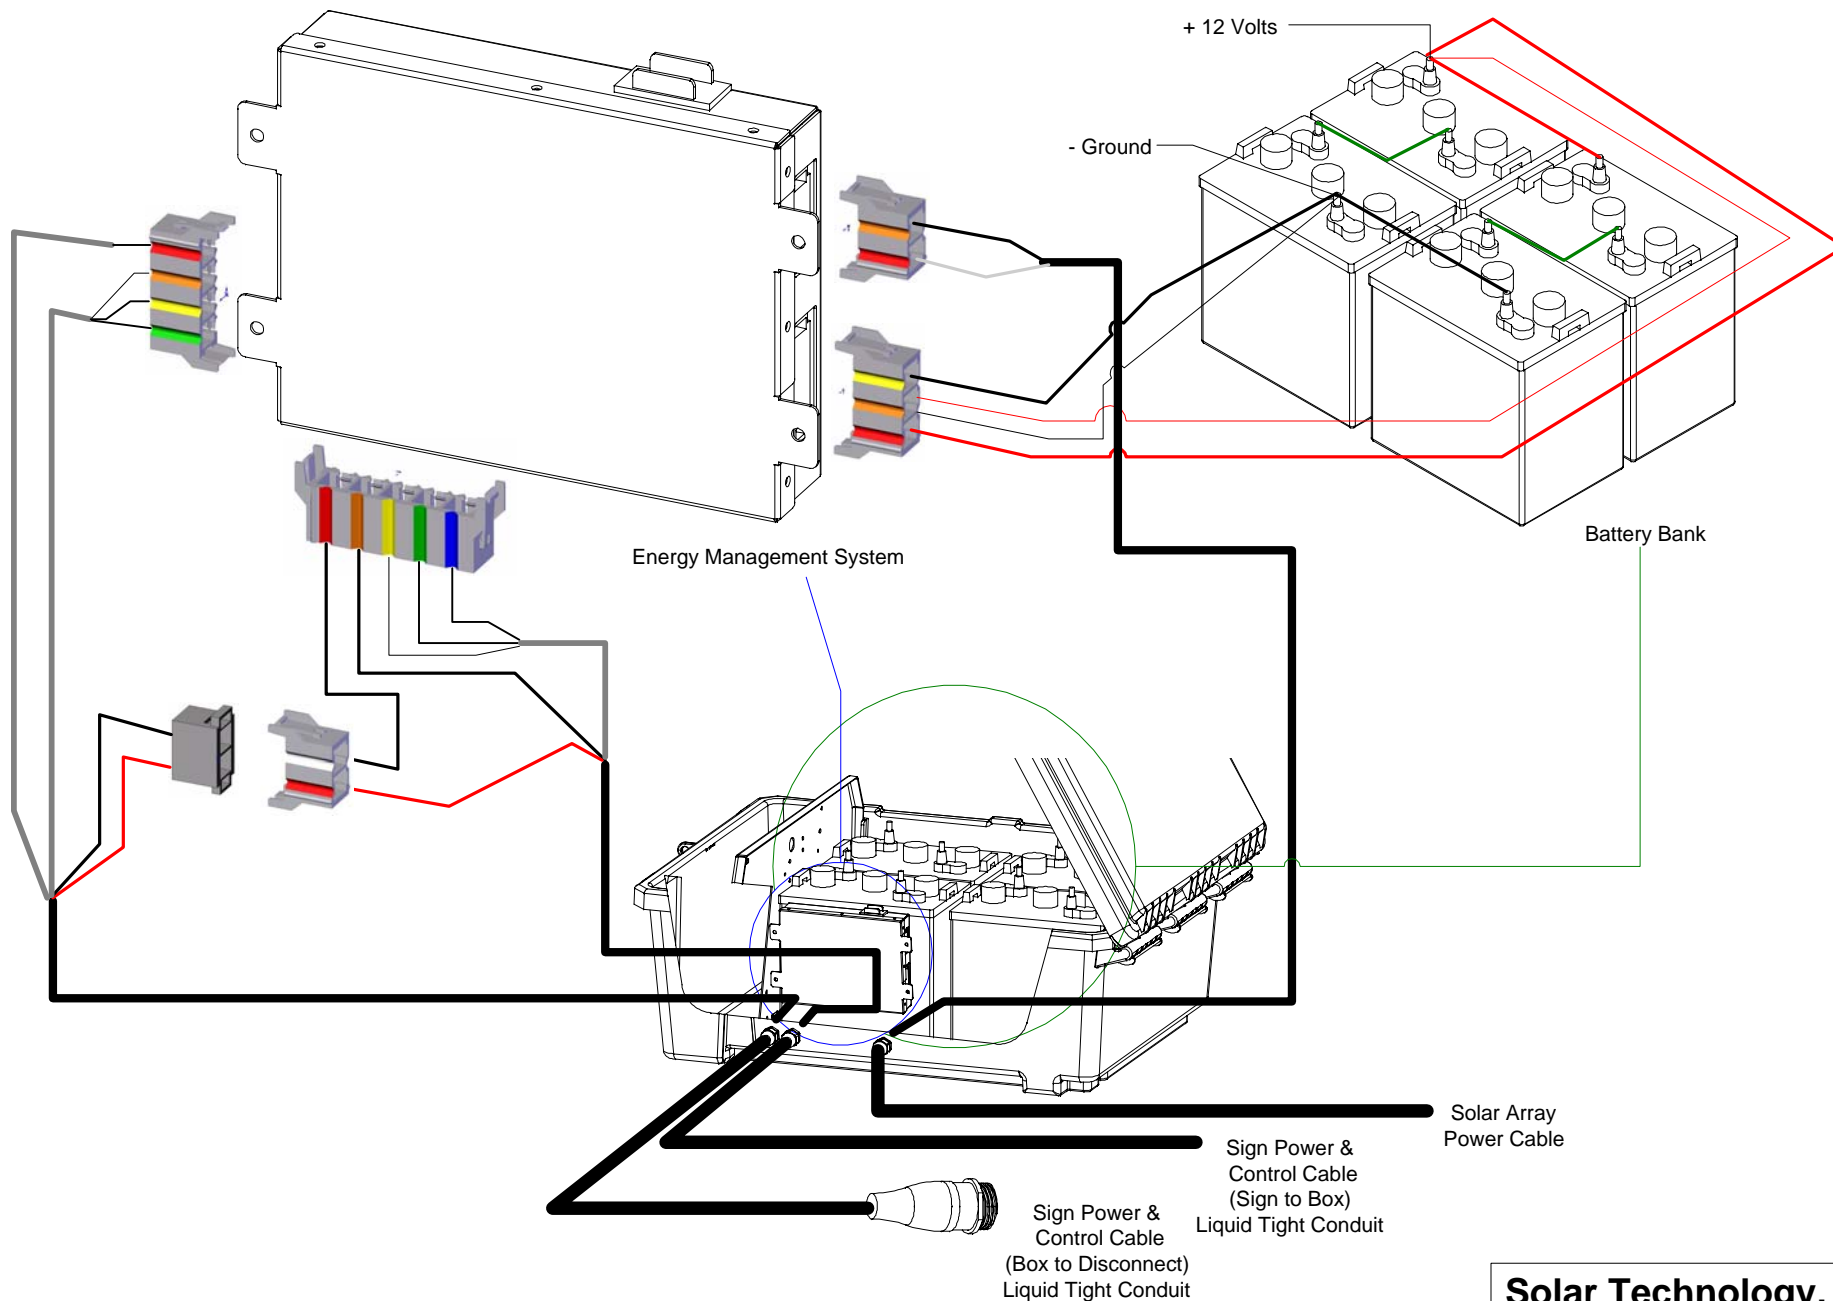 + 12 Volts
- Ground
Battery Bank
Energy Management System
Solar Array
Power Cable
Sign Power &
Control Cable
(Sign to Box)
Liquid Tight Conduit
Sign Power &
Control Cable
(Box to Disconnect)
Liquid Tight Conduit
Solar Technology,